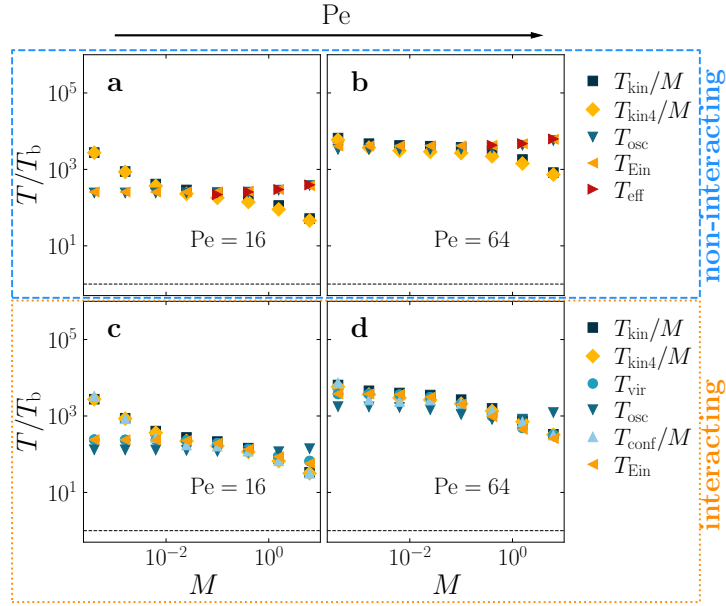 Pe
a
b
10^5
10^3
10^1
T/T_b
Pe = 16
Pe = 64
T_kin/M
T_kin4/M
T_osc
T_Ein
T_eff
non-interacting
c
d
10^5
10^3
10^1
T/T_b
Pe = 16
Pe = 64
10^−2
10^0
10^−2
10^0
M
M
T_kin/M
T_kin4/M
T_vir
T_osc
T_conf/M
T_Ein
interacting